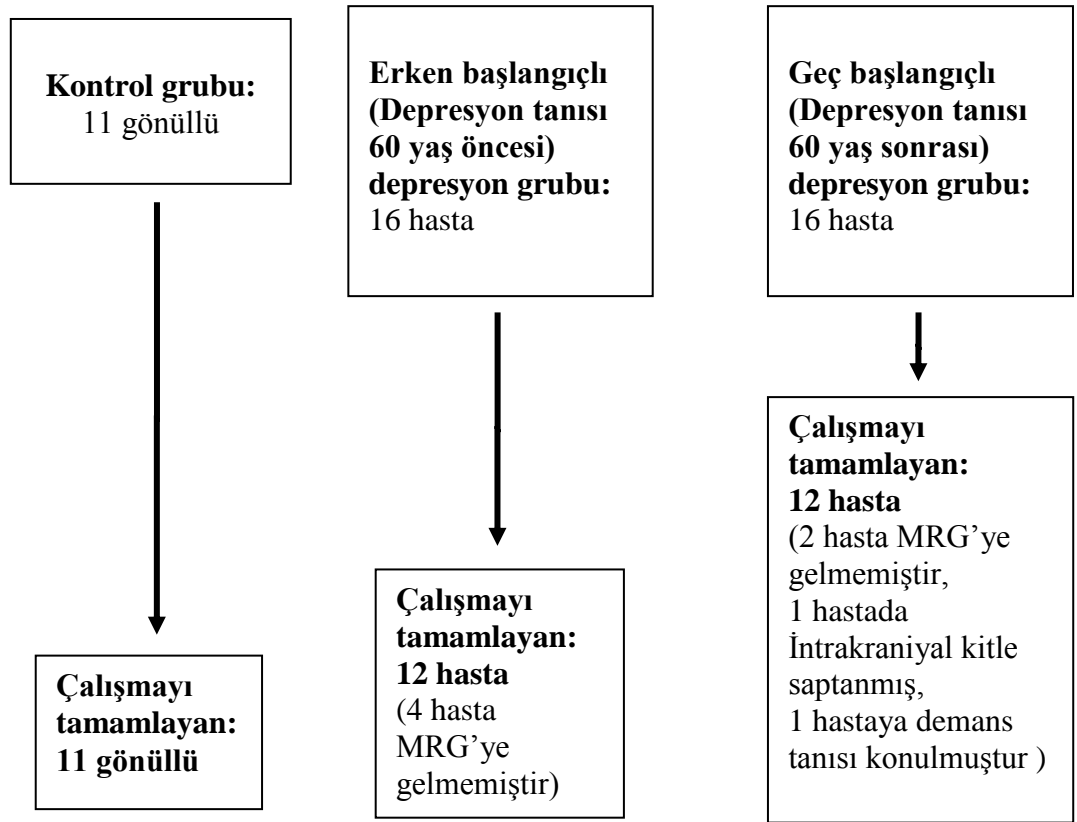 Kontrol grubu:
11 gönüllü
Erken başlangıçlı
(Depresyon tanısı
60 yaş öncesi)
depresyon grubu:
16 hasta
Geç başlangıçlı
(Depresyon tanısı
60 yaş sonrası)
depresyon grubu:
16 hasta
Çalışmayı
tamamlayan:
11 gönüllü
Çalışmayı
tamamlayan:
12 hasta
(4 hasta
MRG’ye
gelmemiştir)
Çalışmayı
tamamlayan:
12 hasta
(2 hasta MRG’ye
gelmemiştir,
1 hastada
İntrakraniyal kitle
saptanmış,
1 hastaya demans
tanısı konulmuştur )